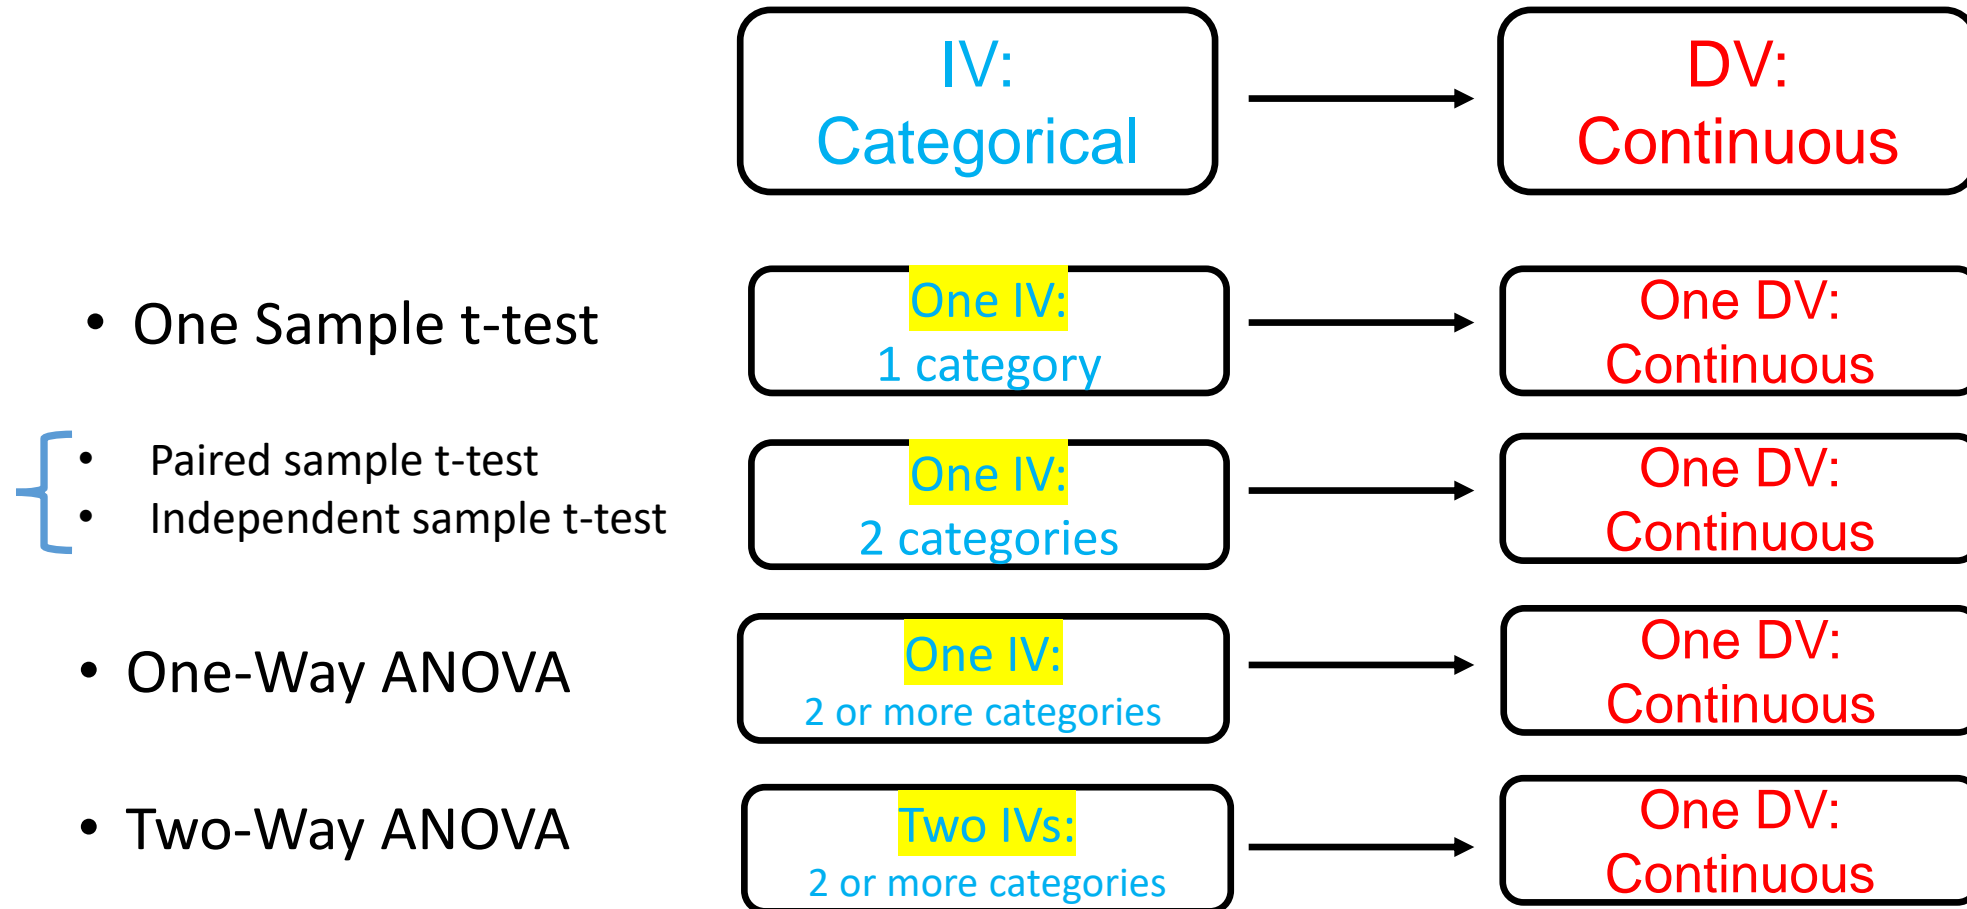 IV:
Categorical
DV:
Continuous
• One Sample t-test
One IV:
1 category
One DV:
Continuous
• Paired sample t-test
• Independent sample t-test
One IV:
2 categories
One DV:
Continuous
• One-Way ANOVA
One IV:
2 or more categories
One DV:
Continuous
• Two-Way ANOVA
Two IVs:
2 or more categories
One DV:
Continuous